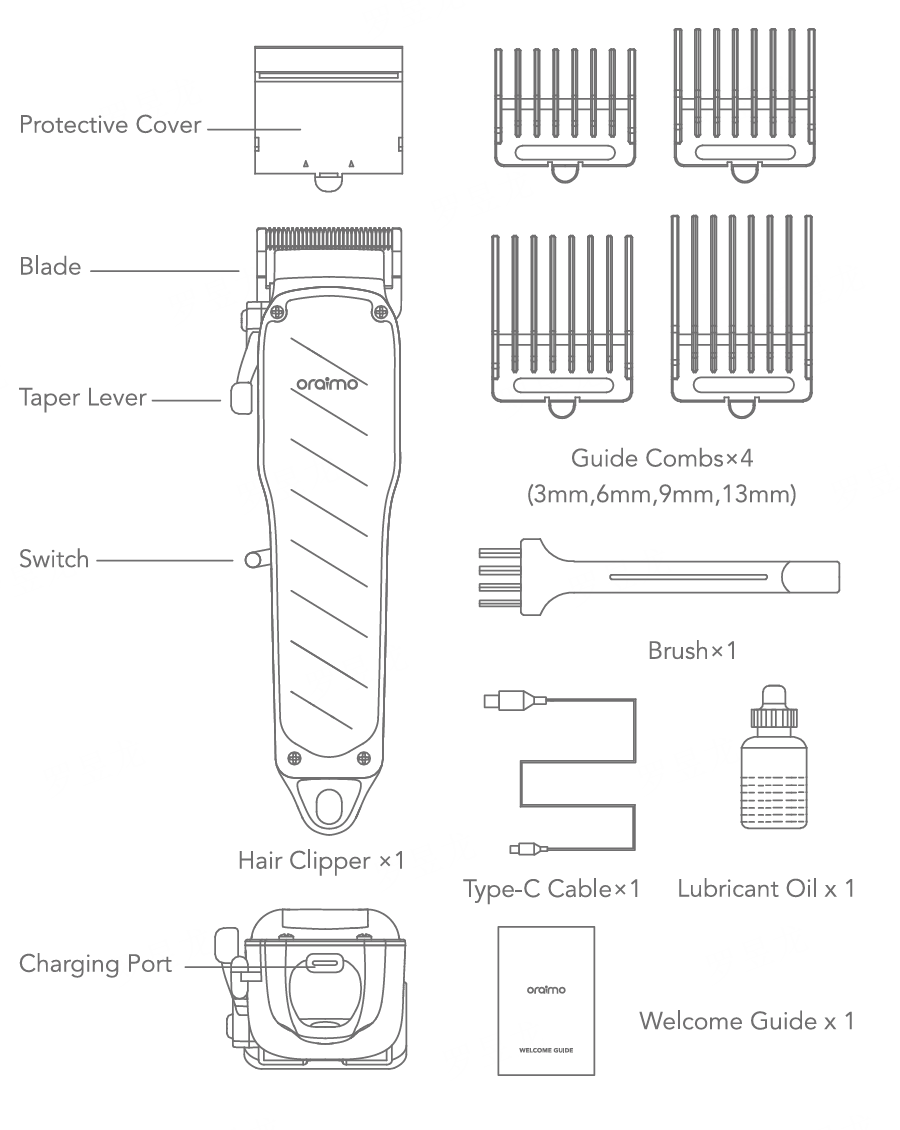 Protective Cover
Blade
oraimo
Taper Lever
Switch
Hair Clipper ×1
Charging Port
Guide Combs×4
(3mm,6mm,9mm,13mm)
Brush×1
Type-C Cable×1
Lubricant Oil x 1
oraimo
WELCOME GUIDE
Welcome Guide x 1